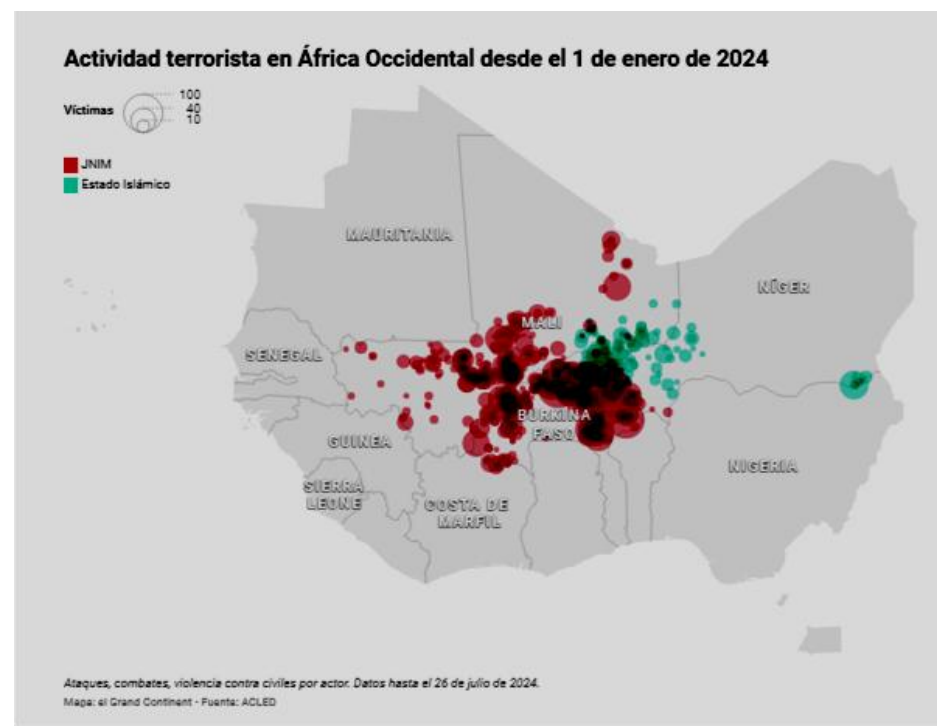 Actividad terrorista en África Occidental desde el 1 de enero de 2024
Víctimas
100
40
10
JNIM
Estado Islámico
MAURITANIA
NÍGER
MALI
SENEGAL
BURKINA
FASO
GUINEA
NIGERIA
SIERRA
LEONE
COSTA DE
MARFIL
Ataques, combates, violencia contra civiles por actor. Datos hasta el 26 de julio de 2024.
Mapa: el Grand Continent · Fuente: ACLED